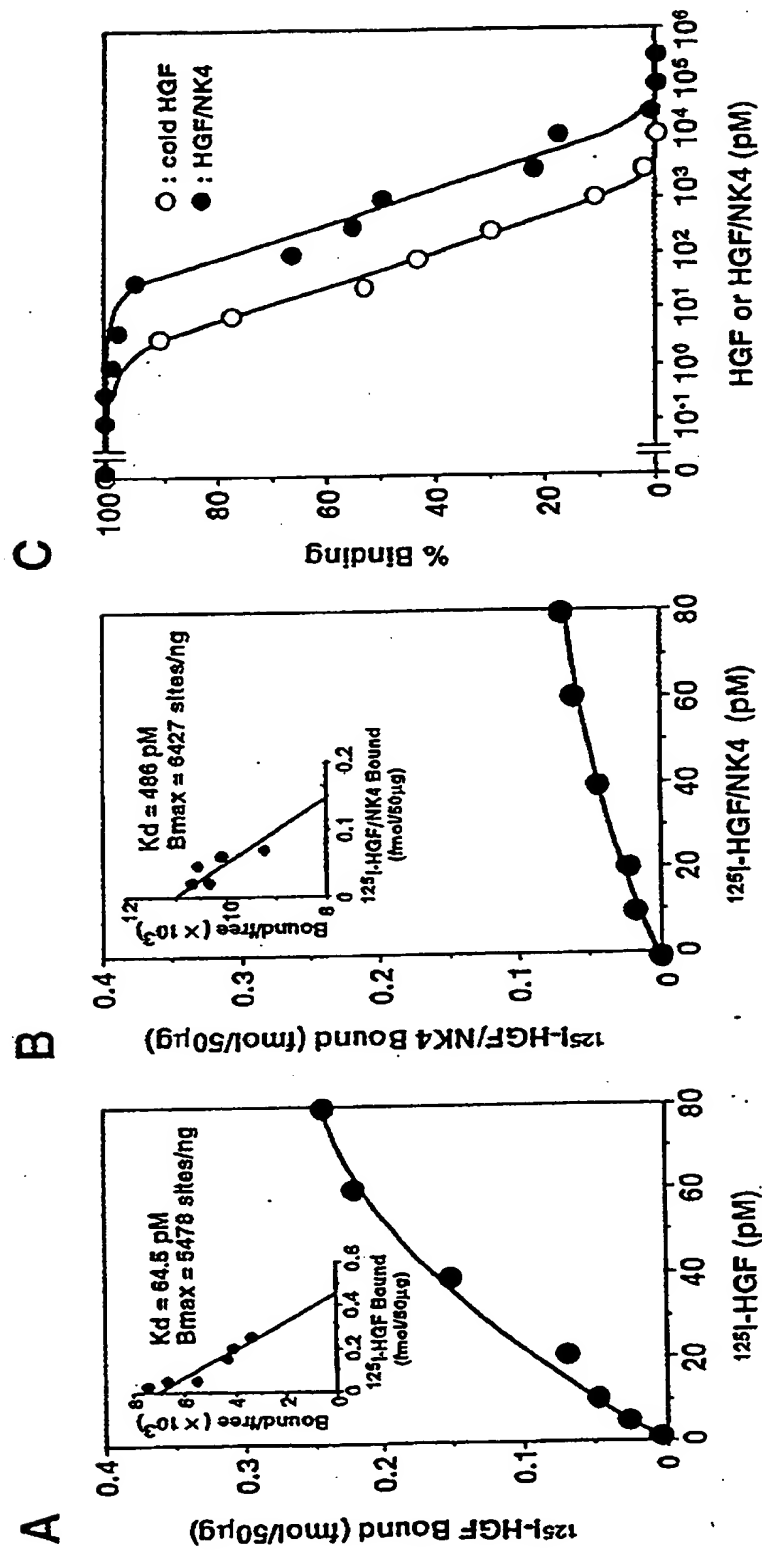 A
¹²⁵I-HGF Bound (fmol/50µg)
0.4
0.3
0.2
0.1
0
0 20 40 60 80
¹²⁵I-HGF (pM)
Kd = 64.5 pM
Bmax = 5478 sites/ng
Bound/free (× 10⁻³)
8
6
4
2
0
0 0.2 0.4 0.6
¹²⁵I-HGF Bound
(fmol/50µg)
B
¹²⁵I-HGF/NK4 Bound (fmol/50µg)
0.4
0.3
0.2
0.1
0
0 20 40 60 80
¹²⁵I-HGF/NK4 (pM)
Kd = 486 pM
Bmax = 6427 sites/ng
Bound/free (× 10⁻³)
12
10
8
0 0.1 0.2
¹²⁵I-HGF/NK4 Bound
(fmol/50µg)
C
% Binding
100
80
60
40
20
0
0 10⁻¹ 10⁰ 10¹ 10² 10³ 10⁴ 10⁵ 10⁶
HGF or HGF/NK4 (pM)
○ : cold HGF
● : HGF/NK4